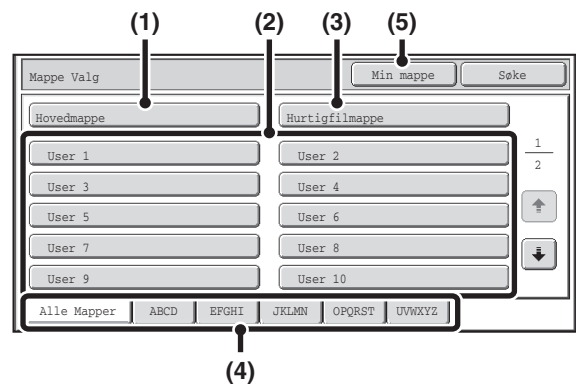 (1) (2) (3) (5)
Mappe Valg Min mappe Søke
Hovedmappe Hurtigfilmappe
User 1 User 2
1
2
User 3 User 4
User 5 User 6
User 7 User 8
User 9 User 10
Alle Mapper ABCD EFGHI JKLMN OPQRST UVWXYZ
(4)